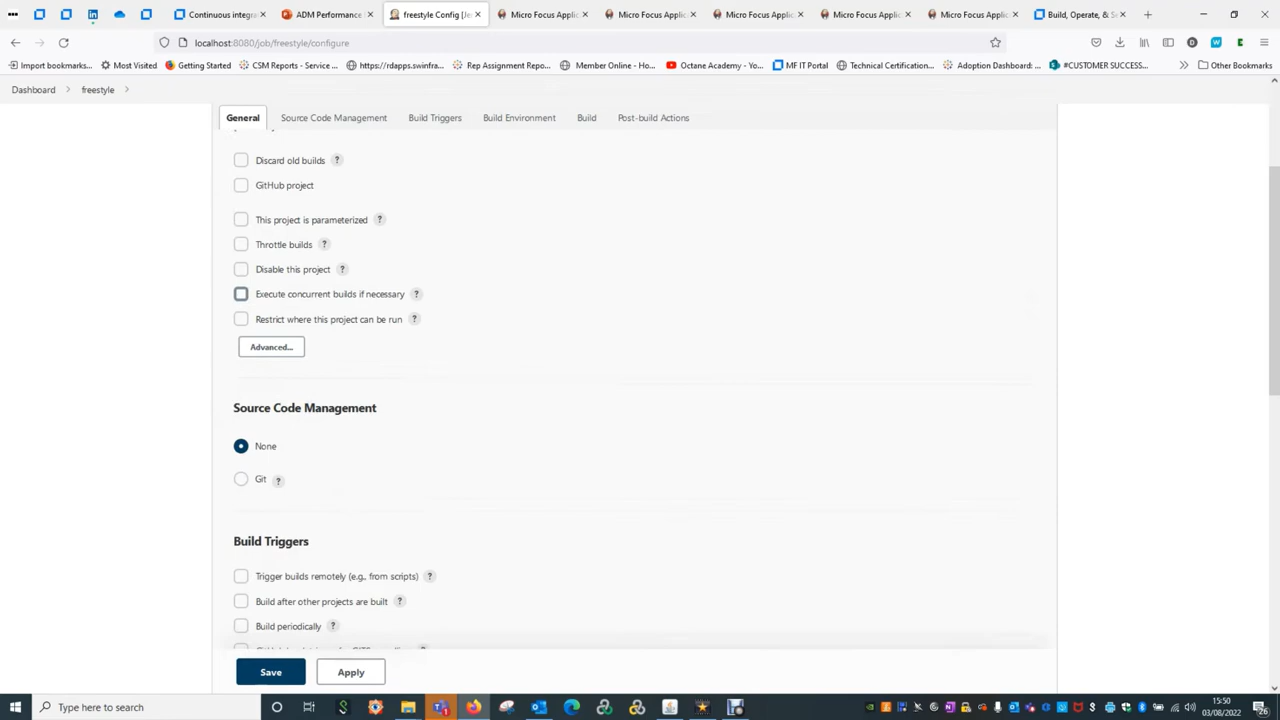 Continuous integra
ADM Performance
freestyle Config [Je
Micro Focus Applic
Micro Focus Applic
Micro Focus Applic
Micro Focus Applic
Micro Focus Applic
Build, Operate, & Se
localhost:8080/job/freestyle/configure
Import bookmarks...
Most Visited
Getting Started
CSM Reports - Service ...
https://rdapps.swinfra...
Rep Assignment Repo...
Member Online - Ho...
Octane Academy - Yo...
MF IT Portal
Technical Certification...
Adoption Dashboard: ...
#CUSTOMER SUCCESS...
Other Bookmarks
Dashboard
freestyle
General
Source Code Management
Build Triggers
Build Environment
Build
Post-build Actions
Discard old builds ?
GitHub project
This project is parameterized ?
Throttle builds ?
Disable this project ?
Execute concurrent builds if necessary ?
Restrict where this project can be run ?
Advanced...
Source Code Management
None
Git ?
Build Triggers
Trigger builds remotely (e.g., from scripts) ?
Build after other projects are built ?
Build periodically ?
Save
Apply
Type here to search
15:50
03/08/2022
26